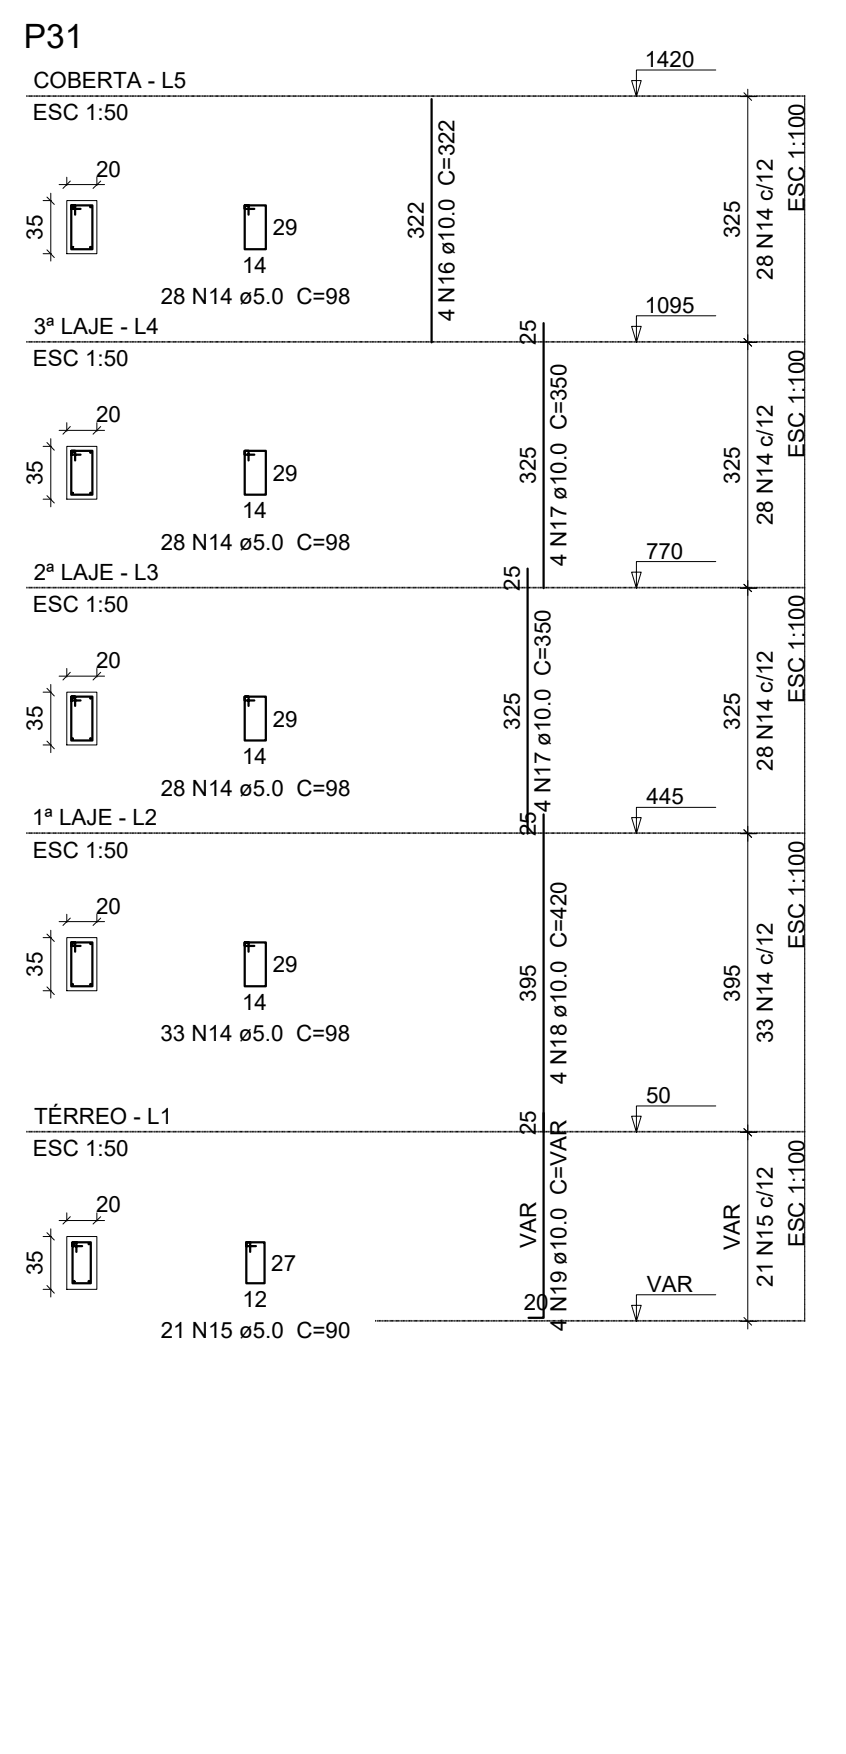 P31
COBERTA - L5
1420
ESC 1:50
20
35
29
14
28 N14 ø5.0 C=98
322
4 N16 ø10.0 C=322
325
28 N14 c/12
ESC 1:100
3ª LAJE - L4
1095
ESC 1:50
20
35
29
14
28 N14 ø5.0 C=98
25
325
4 N17 ø10.0 C=350
325
28 N14 c/12
ESC 1:100
2ª LAJE - L3
770
ESC 1:50
20
35
29
14
28 N14 ø5.0 C=98
25
325
4 N17 ø10.0 C=350
325
28 N14 c/12
ESC 1:100
1ª LAJE - L2
445
ESC 1:50
20
35
29
14
33 N14 ø5.0 C=98
25
395
4 N18 ø10.0 C=420
395
33 N14 c/12
ESC 1:100
TÉRREO - L1
50
ESC 1:50
20
35
27
12
21 N15 ø5.0 C=90
25
VAR
20
4 N19 ø10.0 C=VAR
VAR
VAR
21 N15 c/12
ESC 1:100